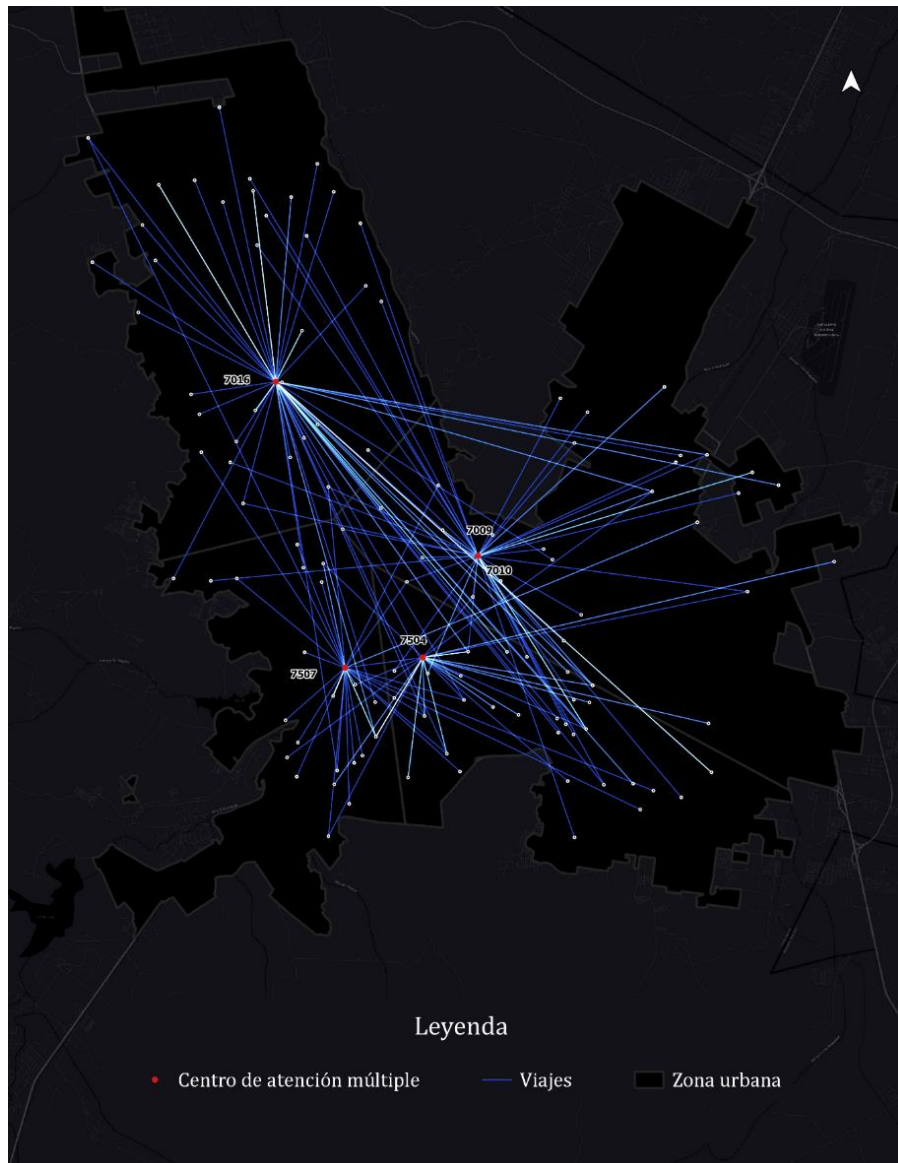 7016
7009
7010
7504
7507
Leyenda
Centro de atención múltiple
Viajes
Zona urbana